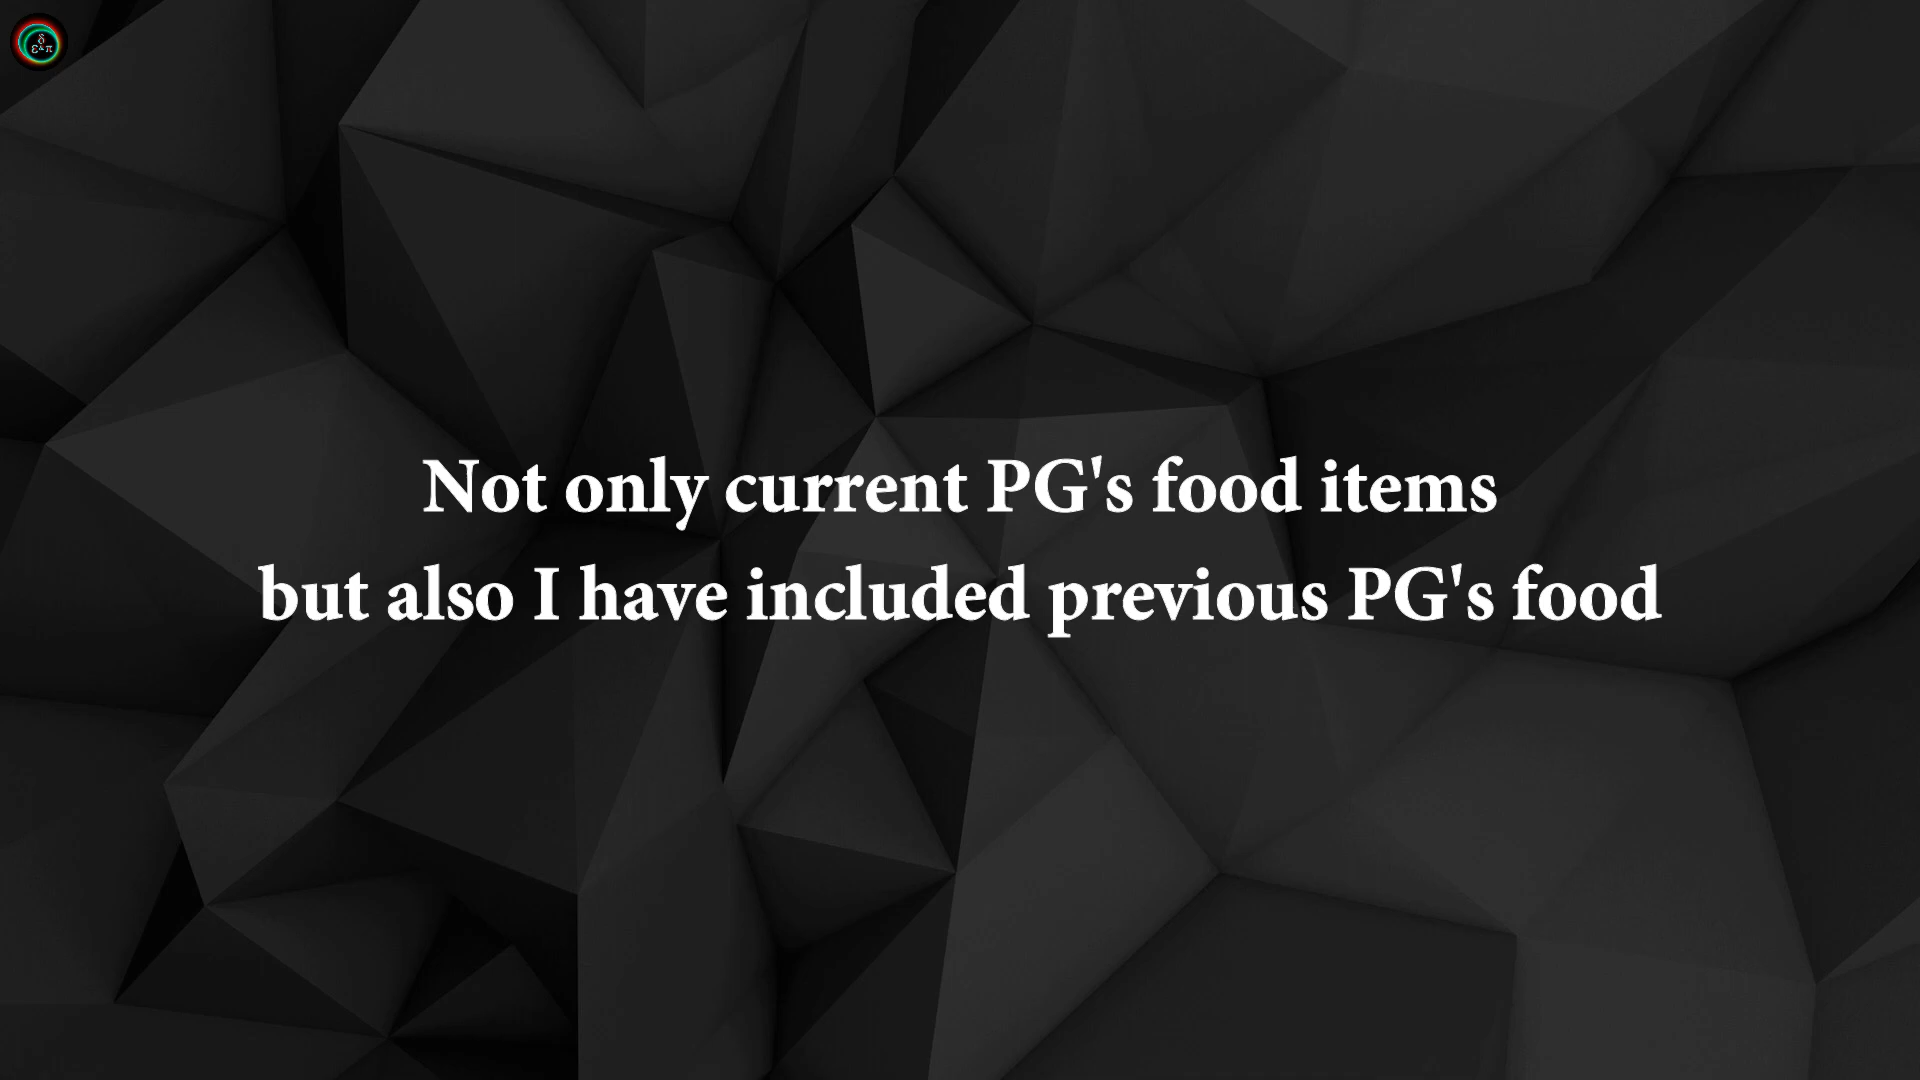 δ
ε&π
Not only current PG's food items
but also I have included previous PG's food